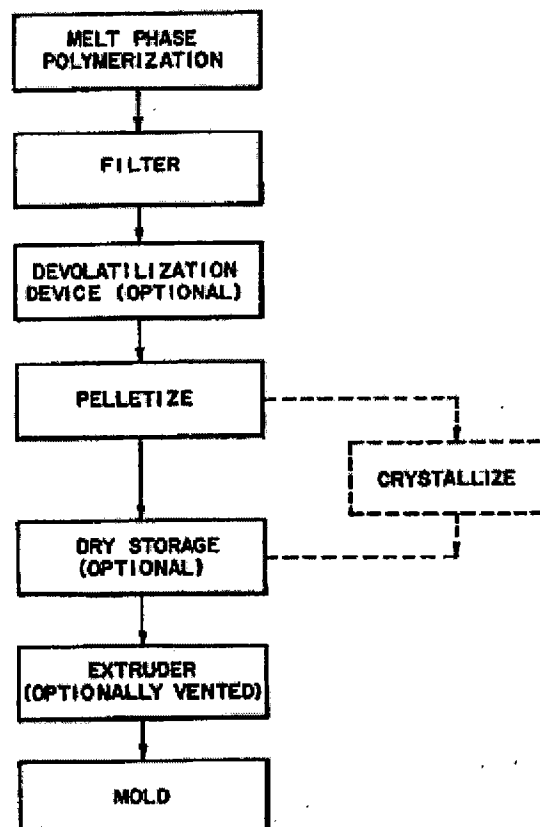 MELT PHASE
POLYMERIZATION
FILTER
DEVOLATILIZATION
DEVICE (OPTIONAL)
PELLETIZE
CRYSTALLIZE
DRY STORAGE
(OPTIONAL)
EXTRUDER
(OPTIONALLY VENTED)
MOLD